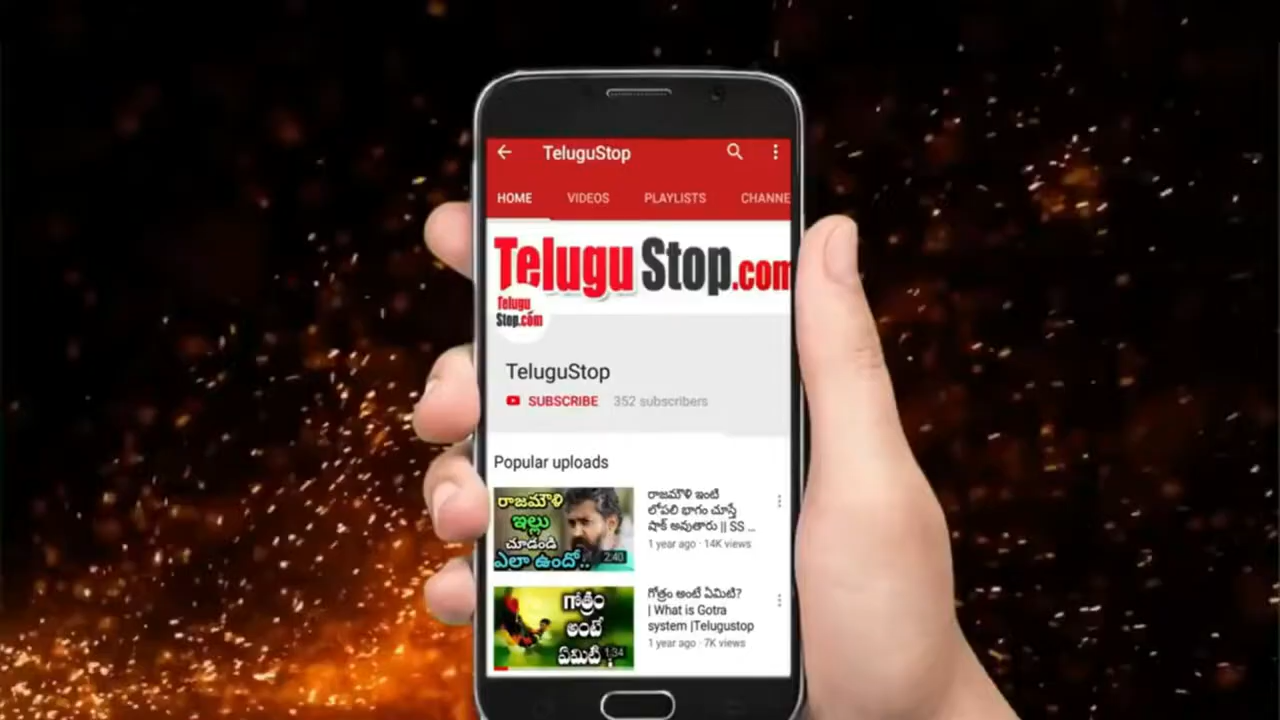 TeluguStop
HOME VIDEOS PLAYLISTS CHANNE
Telugu Stop.com
Telugu
Stop.com
TeluguStop
SUBSCRIBE 352 subscribers
Popular uploads
రాజమౌళి
ఇల్లు
చూడండి
ఎలా ఉందో..
2:40
రాజమౌళి ఇంటి
లోపలి భాగం చూస్తే
షాక్ అవుతారు || SS ...
1 year ago · 14K views
గోత్రం
అంటే
ఏమిటి ?
1:34
గోత్రం అంటే ఏమిటి?
| What is Gotra
system |Telugustop
1 year ago · 7K views